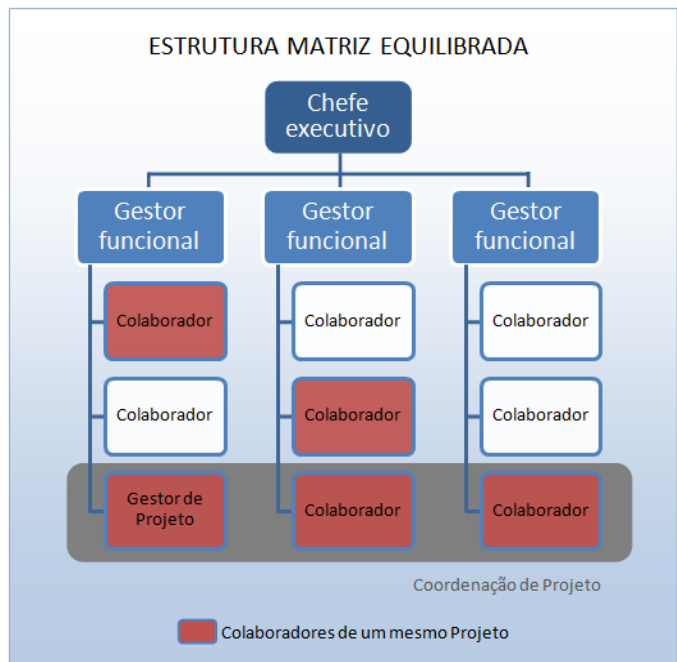 ESTRUTURA MATRIZ EQUILIBRADA
Chefe
executivo
Gestor
funcional
Gestor
funcional
Gestor
funcional
Colaborador
Colaborador
Colaborador
Colaborador
Colaborador
Colaborador
Gestor de
Projeto
Colaborador
Colaborador
Coordenação de Projeto
Colaboradores de um mesmo Projeto